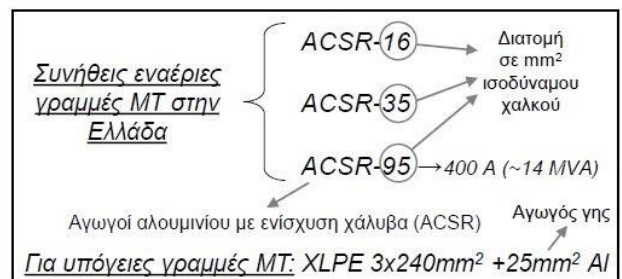 Συνήθεις εναέριες
γραμμές ΜΤ στην
Ελλάδα
ACSR-16
ACSR-35
ACSR-95→400 A (~14 MVA)
Διατομή
σε mm²
ισοδύναμου
χαλκού
Αγωγοί αλουμινίου με ενίσχυση χάλυβα (ACSR)
Αγωγός γης
Για υπόγειες γραμμές ΜΤ: XLPE 3x240mm² +25mm² Al